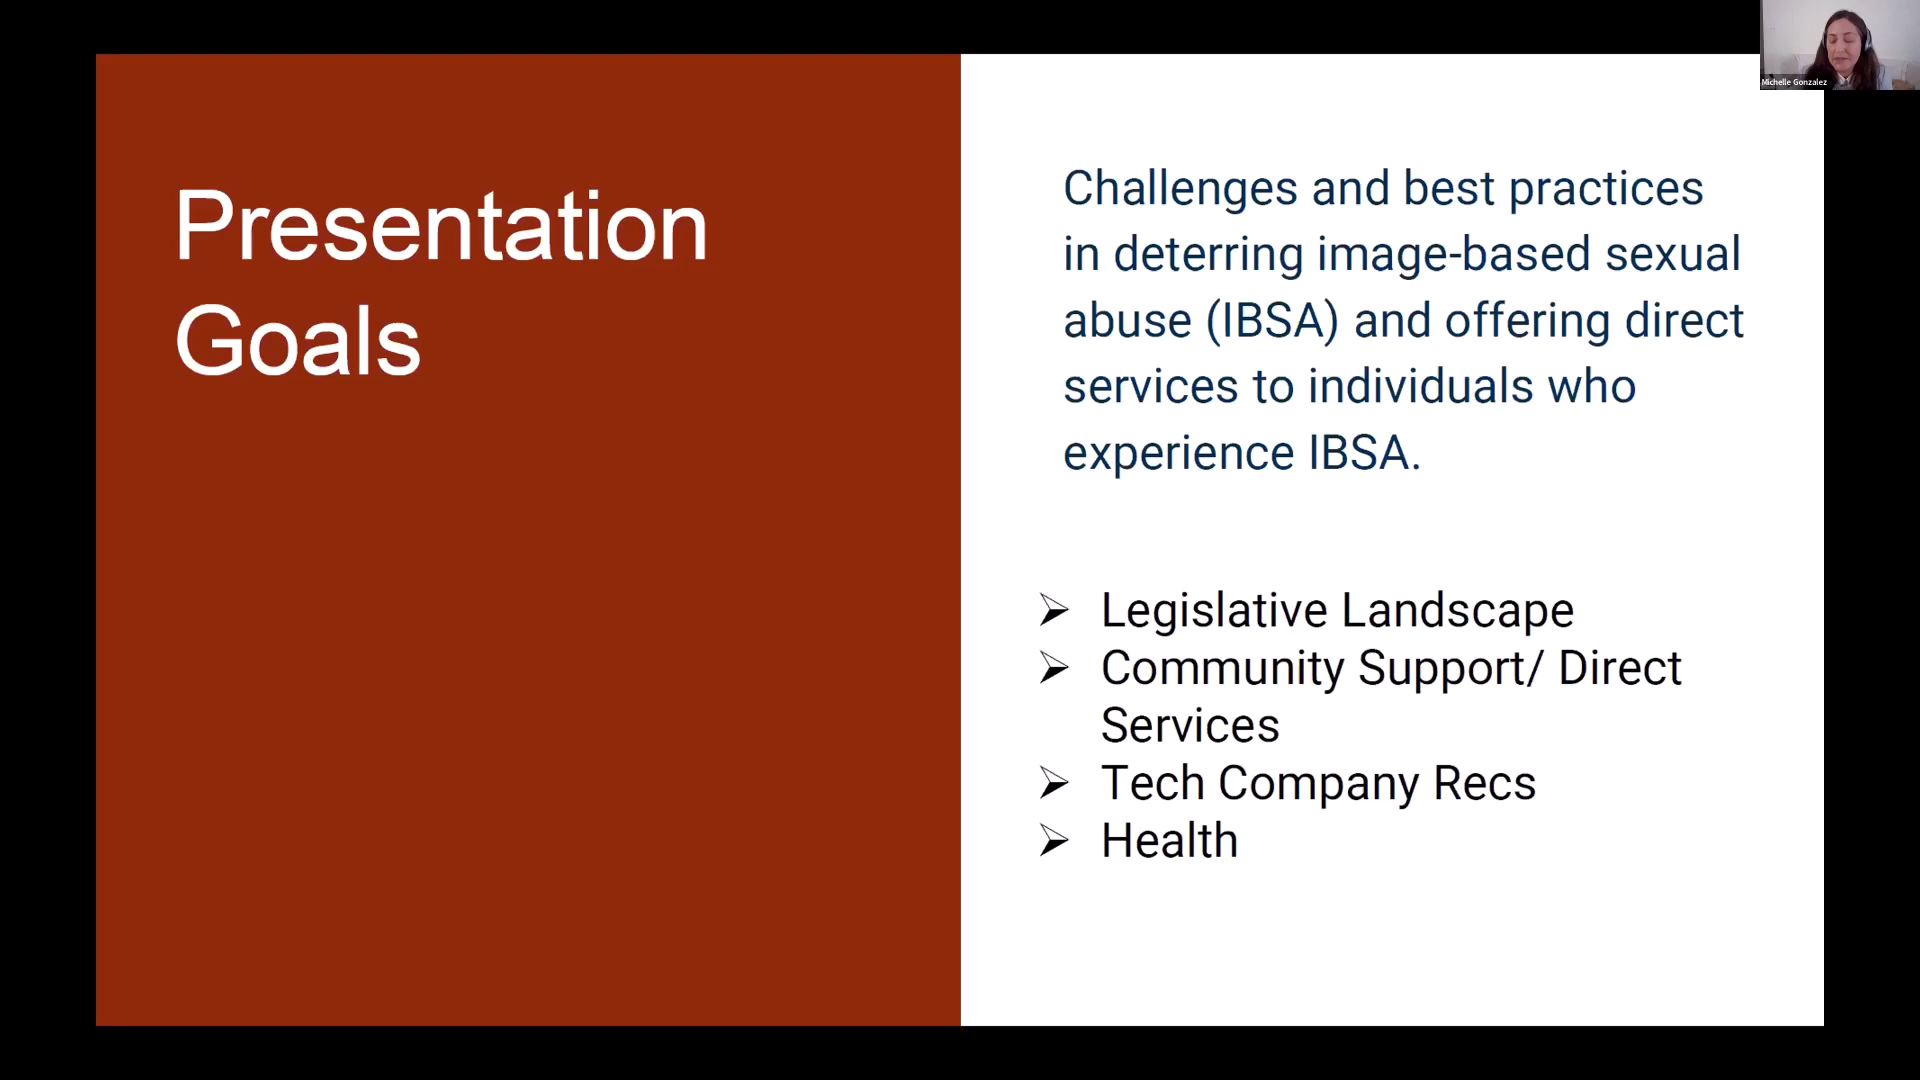 Presentation
Goals
Challenges and best practices
in deterring image-based sexual
abuse (IBSA) and offering direct
services to individuals who
experience IBSA.
➢ Legislative Landscape
➢ Community Support/ Direct
Services
➢ Tech Company Recs
➢ Health
Michelle Gonzalez